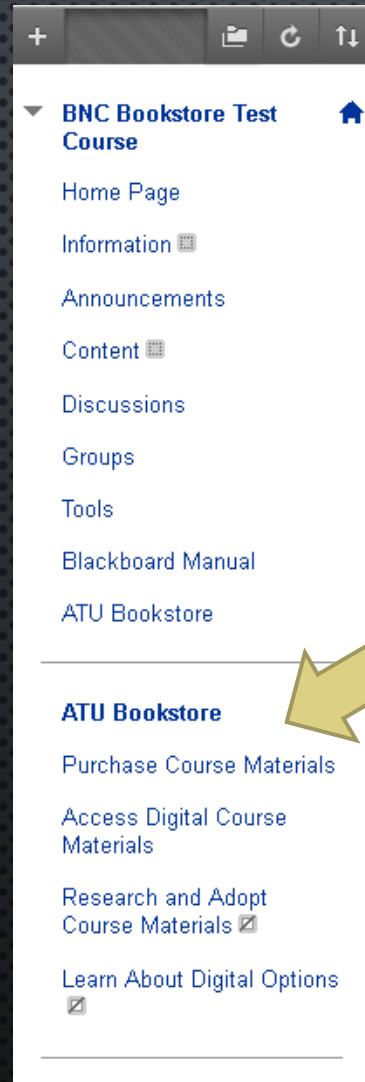 BNC Bookstore Test
Course
Home Page
Information
Announcements
Content
Discussions
Groups
Tools
Blackboard Manual
ATU Bookstore
ATU Bookstore
Purchase Course Materials
Access Digital Course
Materials
Research and Adopt
Course Materials
Learn About Digital Options